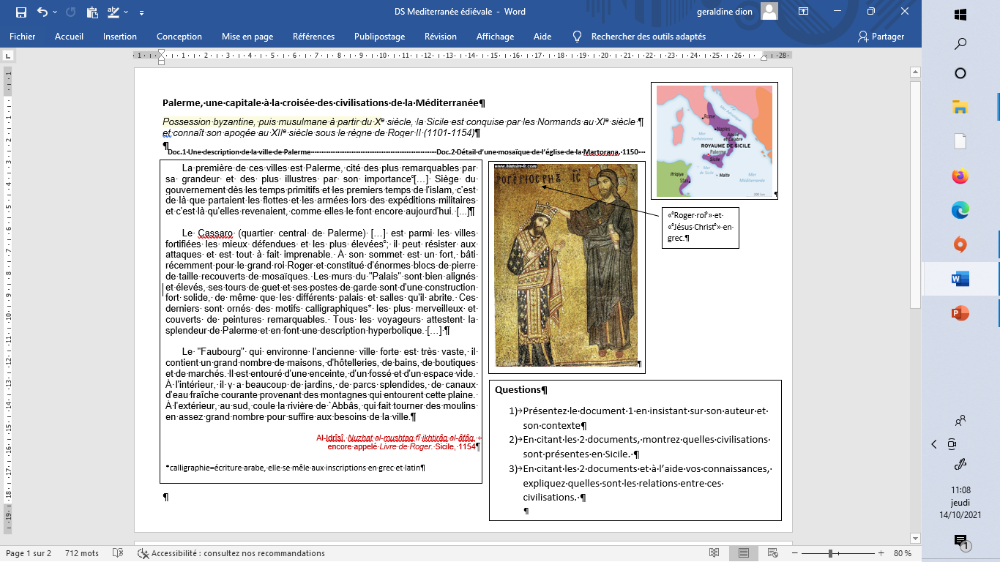 DS Mediterranée édiévale - Word
geraldine dion
Fichier Accueil Insertion Conception Mise en page Références Publipostage Révision Affichage Aide Rechercher des outils adaptés Partager
Palerme, une capitale à la croisée des civilisations de la Méditerranée¶
Possession byzantine, puis musulmane à partir du Xe siècle, la Sicile est conquise par les Normands au XIe siècle ¶
et connaît son apogée au XIIe siècle sous le règne de Roger II (1101-1154)¶
¶
Doc.1 Une description de la ville de Palerme
Doc.2 Détail d'une mosaïque de l'église de la Martorana, 1150
La première de ces villes est Palerme, cité des plus remarquables par
sa grandeur et des plus illustres par son importance°[…] Siège du
gouvernement dès les temps primitifs et les premiers temps de l'islam, c'est
de là que partaient les flottes et les armées lors des expéditions militaires
et c'est là qu'elles revenaient, comme elles le font encore aujourd'hui. [...]¶
Le Cassaro (quartier central de Palerme) […] est parmi les villes
fortifiées les mieux défendues et les plus élevées°; il peut résister aux
attaques et est tout à fait imprenable. À son sommet est un fort, bâti
récemment pour le grand roi Roger et constitué d'énormes blocs de pierre
de taille recouverts de mosaïques. Les murs du "Palais" sont bien alignés
et élevés, ses tours de guet et ses postes de garde sont d'une construction
fort solide, de même que les différents palais et salles qu'il abrite. Ces
derniers sont ornés des motifs calligraphiques* les plus merveilleux et
couverts de peintures remarquables. Tous les voyageurs attestent la
splendeur de Palerme et en font une description hyperbolique. […] ¶
Le "Faubourg" qui environne l'ancienne ville forte est très vaste, il
contient un grand nombre de maisons, d'hôtelleries, de bains, de boutiques
et de marchés. Il est entouré d'une enceinte, d'un fossé et d'un espace vide.
À l'intérieur, il y a beaucoup de jardins, de parcs splendides, de canaux
d'eau fraîche courante provenant des montagnes qui entourent cette plaine.
À l'extérieur, au sud, coule la rivière de `Abbâs, qui fait tourner des moulins
en assez grand nombre pour suffire aux besoins de la ville.¶
Al-Idrîsî, Nuzhat al-mushtaq fî ikhtirâq al-âfâq,
encore appelé Livre de Roger. Sicile, 1154¶
*calligraphie=écriture arabe, elle se mêle aux inscriptions en grec et latin¶
¶
www.histoire-fr.com
Rome
Mer Adriatique
Naples
Mer Tyrrhénienne
Apulie et Calabre
ROYAUME DE SICILE
Palerme
Sicile
Mer de Sicile
Ifriqiya
Malte
Mer Méditerranée
«°Roger roi°» et
«°Jésus Christ°» en
grec.¶
Questions¶
1) Présentez le document 1 en insistant sur son auteur et
son contexte¶
2) En citant les 2 documents, montrez quelles civilisations
sont présentes en Sicile. ¶
3) En citant les 2 documents et à l'aide vos connaissances,
expliquez quelles sont les relations entre ces
civilisations. ¶
¶
Page 1 sur 2 712 mots Accessibilité : consultez nos recommandations 80 %
11:08
jeudi
14/10/2021
1